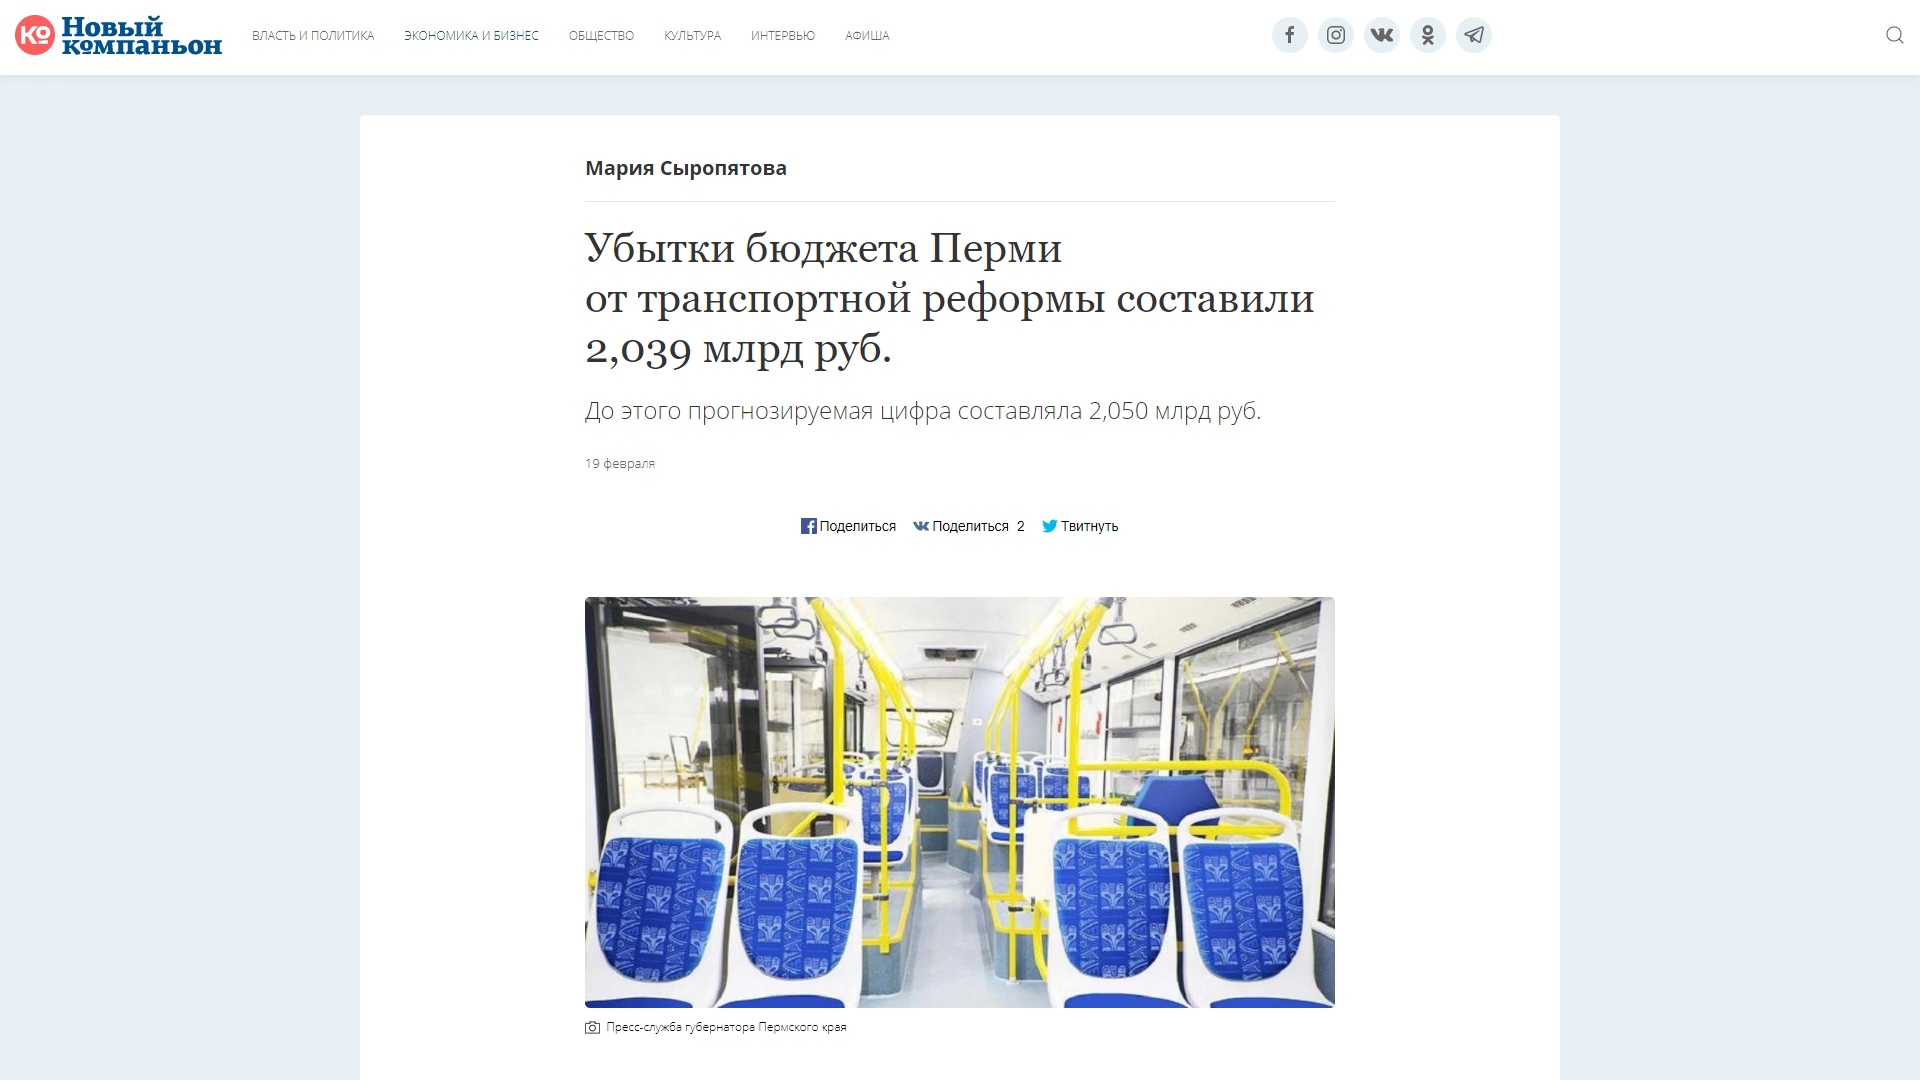 КО Новый
компаньон
ВЛАСТЬ И ПОЛИТИКА ЭКОНОМИКА И БИЗНЕС ОБЩЕСТВО КУЛЬТУРА ИНТЕРВЬЮ АФИША
Мария Сыропятова
Убытки бюджета Перми
от транспортной реформы составили
2,039 млрд руб.
До этого прогнозируемая цифра составляла 2,050 млрд руб.
19 февраля
Поделиться Поделиться 2 Твитнуть
Пресс-служба губернатора Пермского края